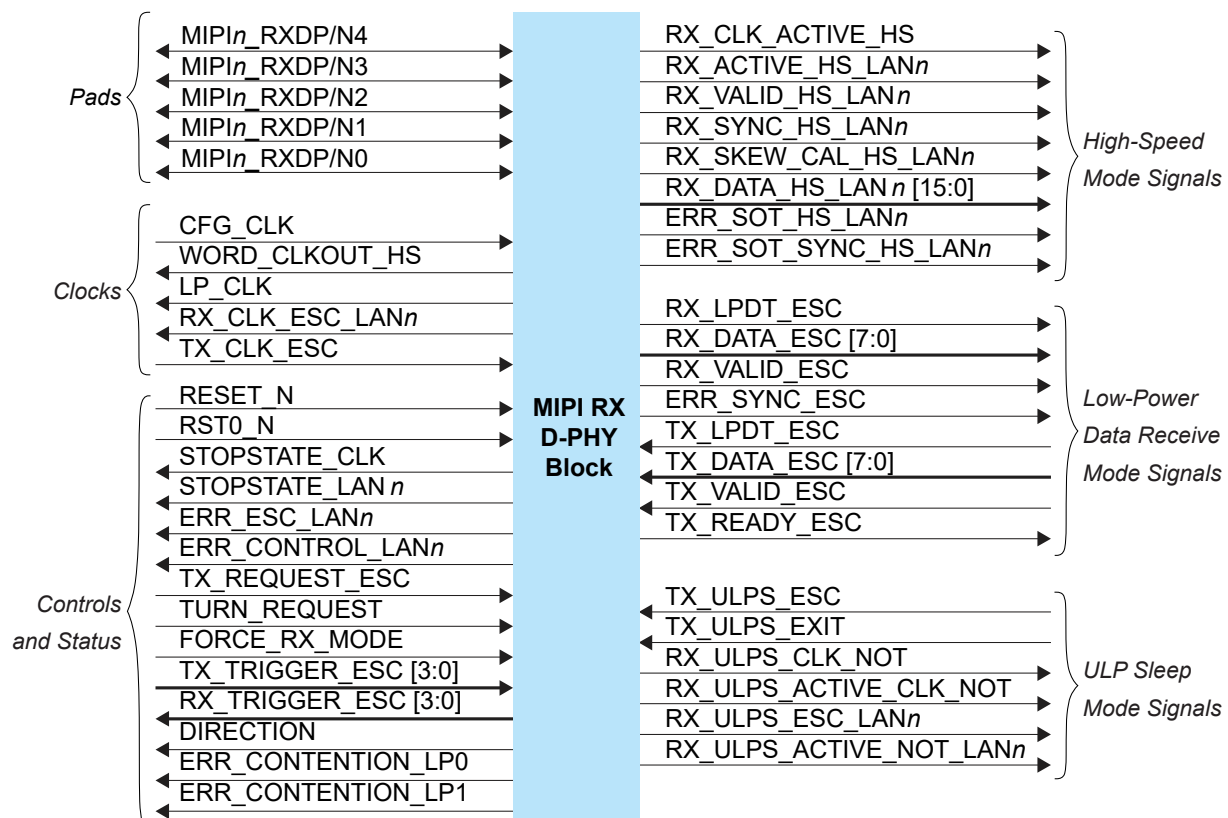 Pads
MIPIn_RXDP/N4
MIPIn_RXDP/N3
MIPIn_RXDP/N2
MIPIn_RXDP/N1
MIPIn_RXDP/N0
Clocks
CFG_CLK
WORD_CLKOUT_HS
LP_CLK
RX_CLK_ESC_LANn
TX_CLK_ESC
Controls
and Status
RESET_N
RST0_N
STOPSTATE_CLK
STOPSTATE_LAN n
ERR_ESC_LANn
ERR_CONTROL_LANn
TX_REQUEST_ESC
TURN_REQUEST
FORCE_RX_MODE
TX_TRIGGER_ESC [3:0]
RX_TRIGGER_ESC [3:0]
DIRECTION
ERR_CONTENTION_LP0
ERR_CONTENTION_LP1
MIPI RX
D-PHY
Block
RX_CLK_ACTIVE_HS
RX_ACTIVE_HS_LANn
RX_VALID_HS_LANn
RX_SYNC_HS_LANn
RX_SKEW_CAL_HS_LANn
RX_DATA_HS_LAN n [15:0]
ERR_SOT_HS_LANn
ERR_SOT_SYNC_HS_LANn
High-Speed
Mode Signals
RX_LPDT_ESC
RX_DATA_ESC [7:0]
RX_VALID_ESC
ERR_SYNC_ESC
TX_LPDT_ESC
TX_DATA_ESC [7:0]
TX_VALID_ESC
TX_READY_ESC
Low-Power
Data Receive
Mode Signals
TX_ULPS_ESC
TX_ULPS_EXIT
RX_ULPS_CLK_NOT
RX_ULPS_ACTIVE_CLK_NOT
RX_ULPS_ESC_LANn
RX_ULPS_ACTIVE_NOT_LANn
ULP Sleep
Mode Signals